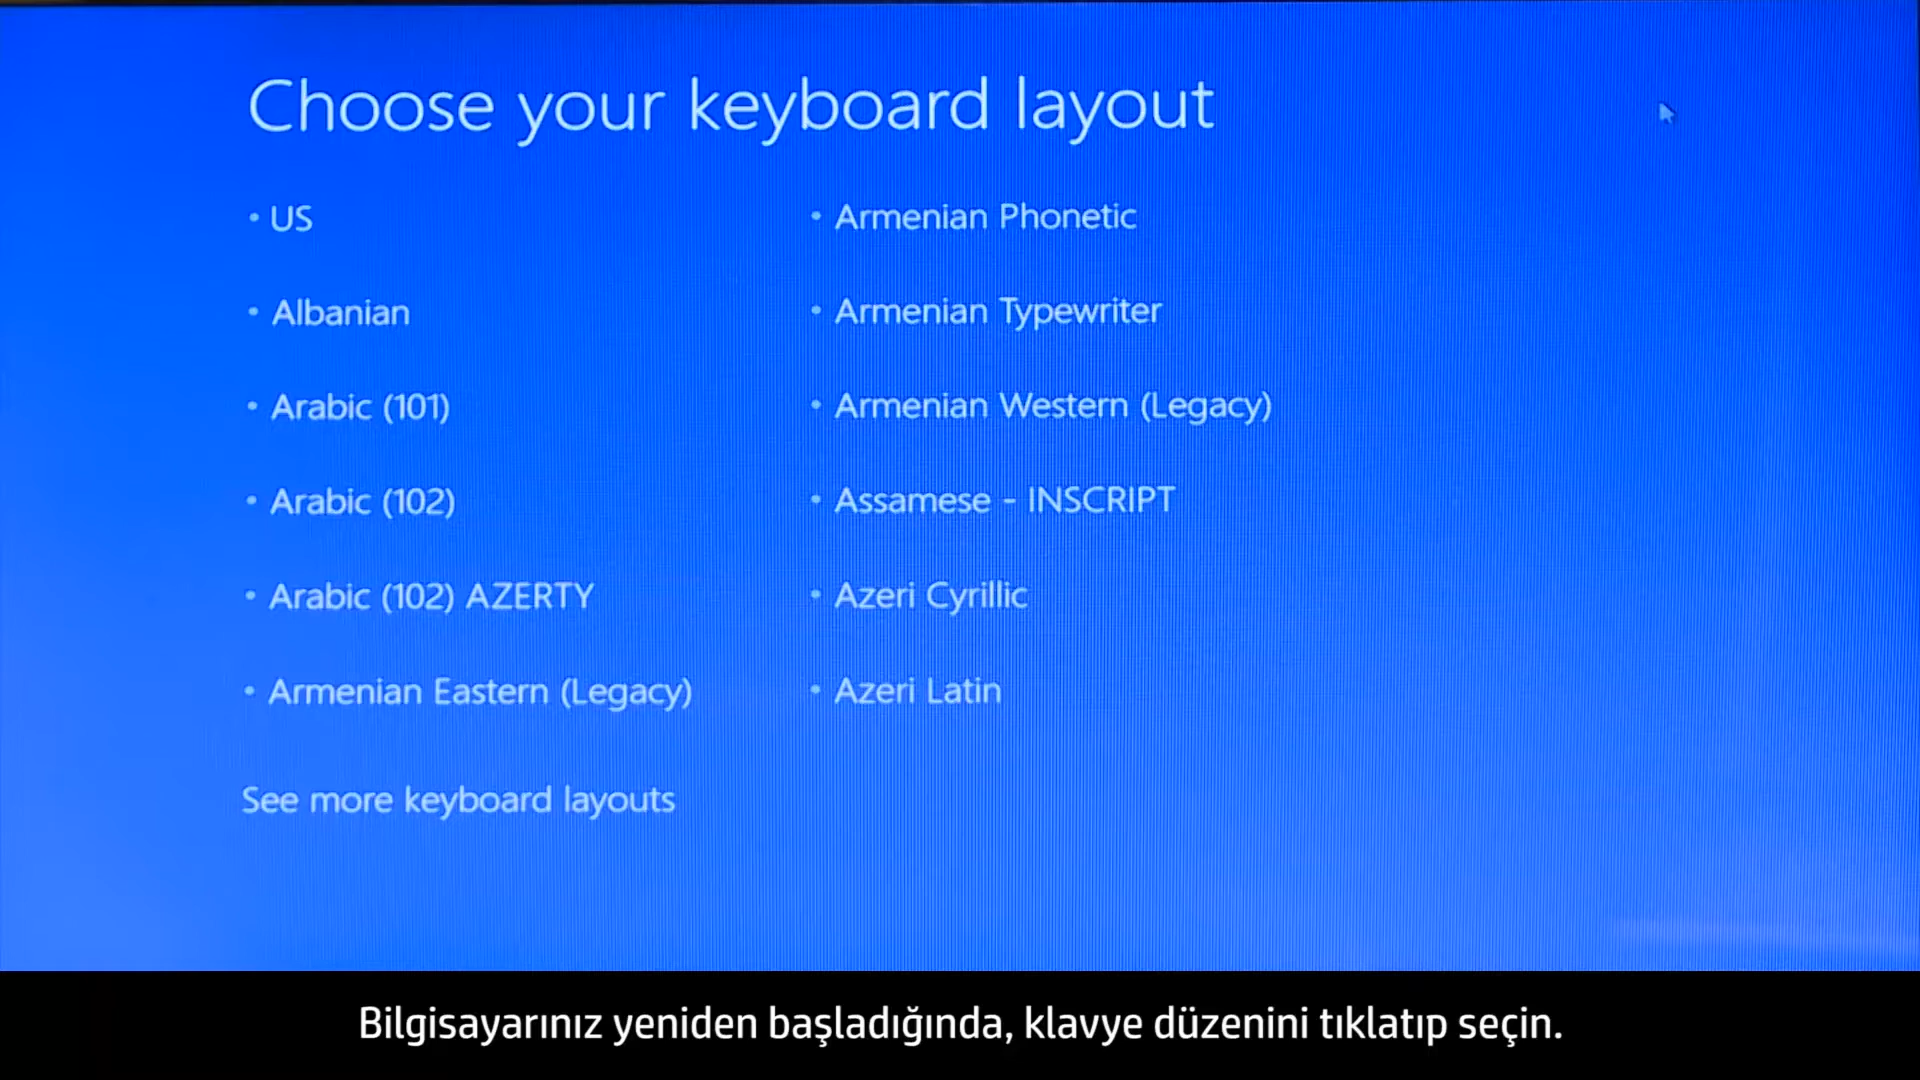 Choose your keyboard layout
• US
• Albanian
• Arabic (101)
• Arabic (102)
• Arabic (102) AZERTY
• Armenian Eastern (Legacy)
• Armenian Phonetic
• Armenian Typewriter
• Armenian Western (Legacy)
• Assamese - INSCRIPT
• Azeri Cyrillic
• Azeri Latin
See more keyboard layouts
Bilgisayarınız yeniden başladığında, klavye düzenini tıklatıp seçin.